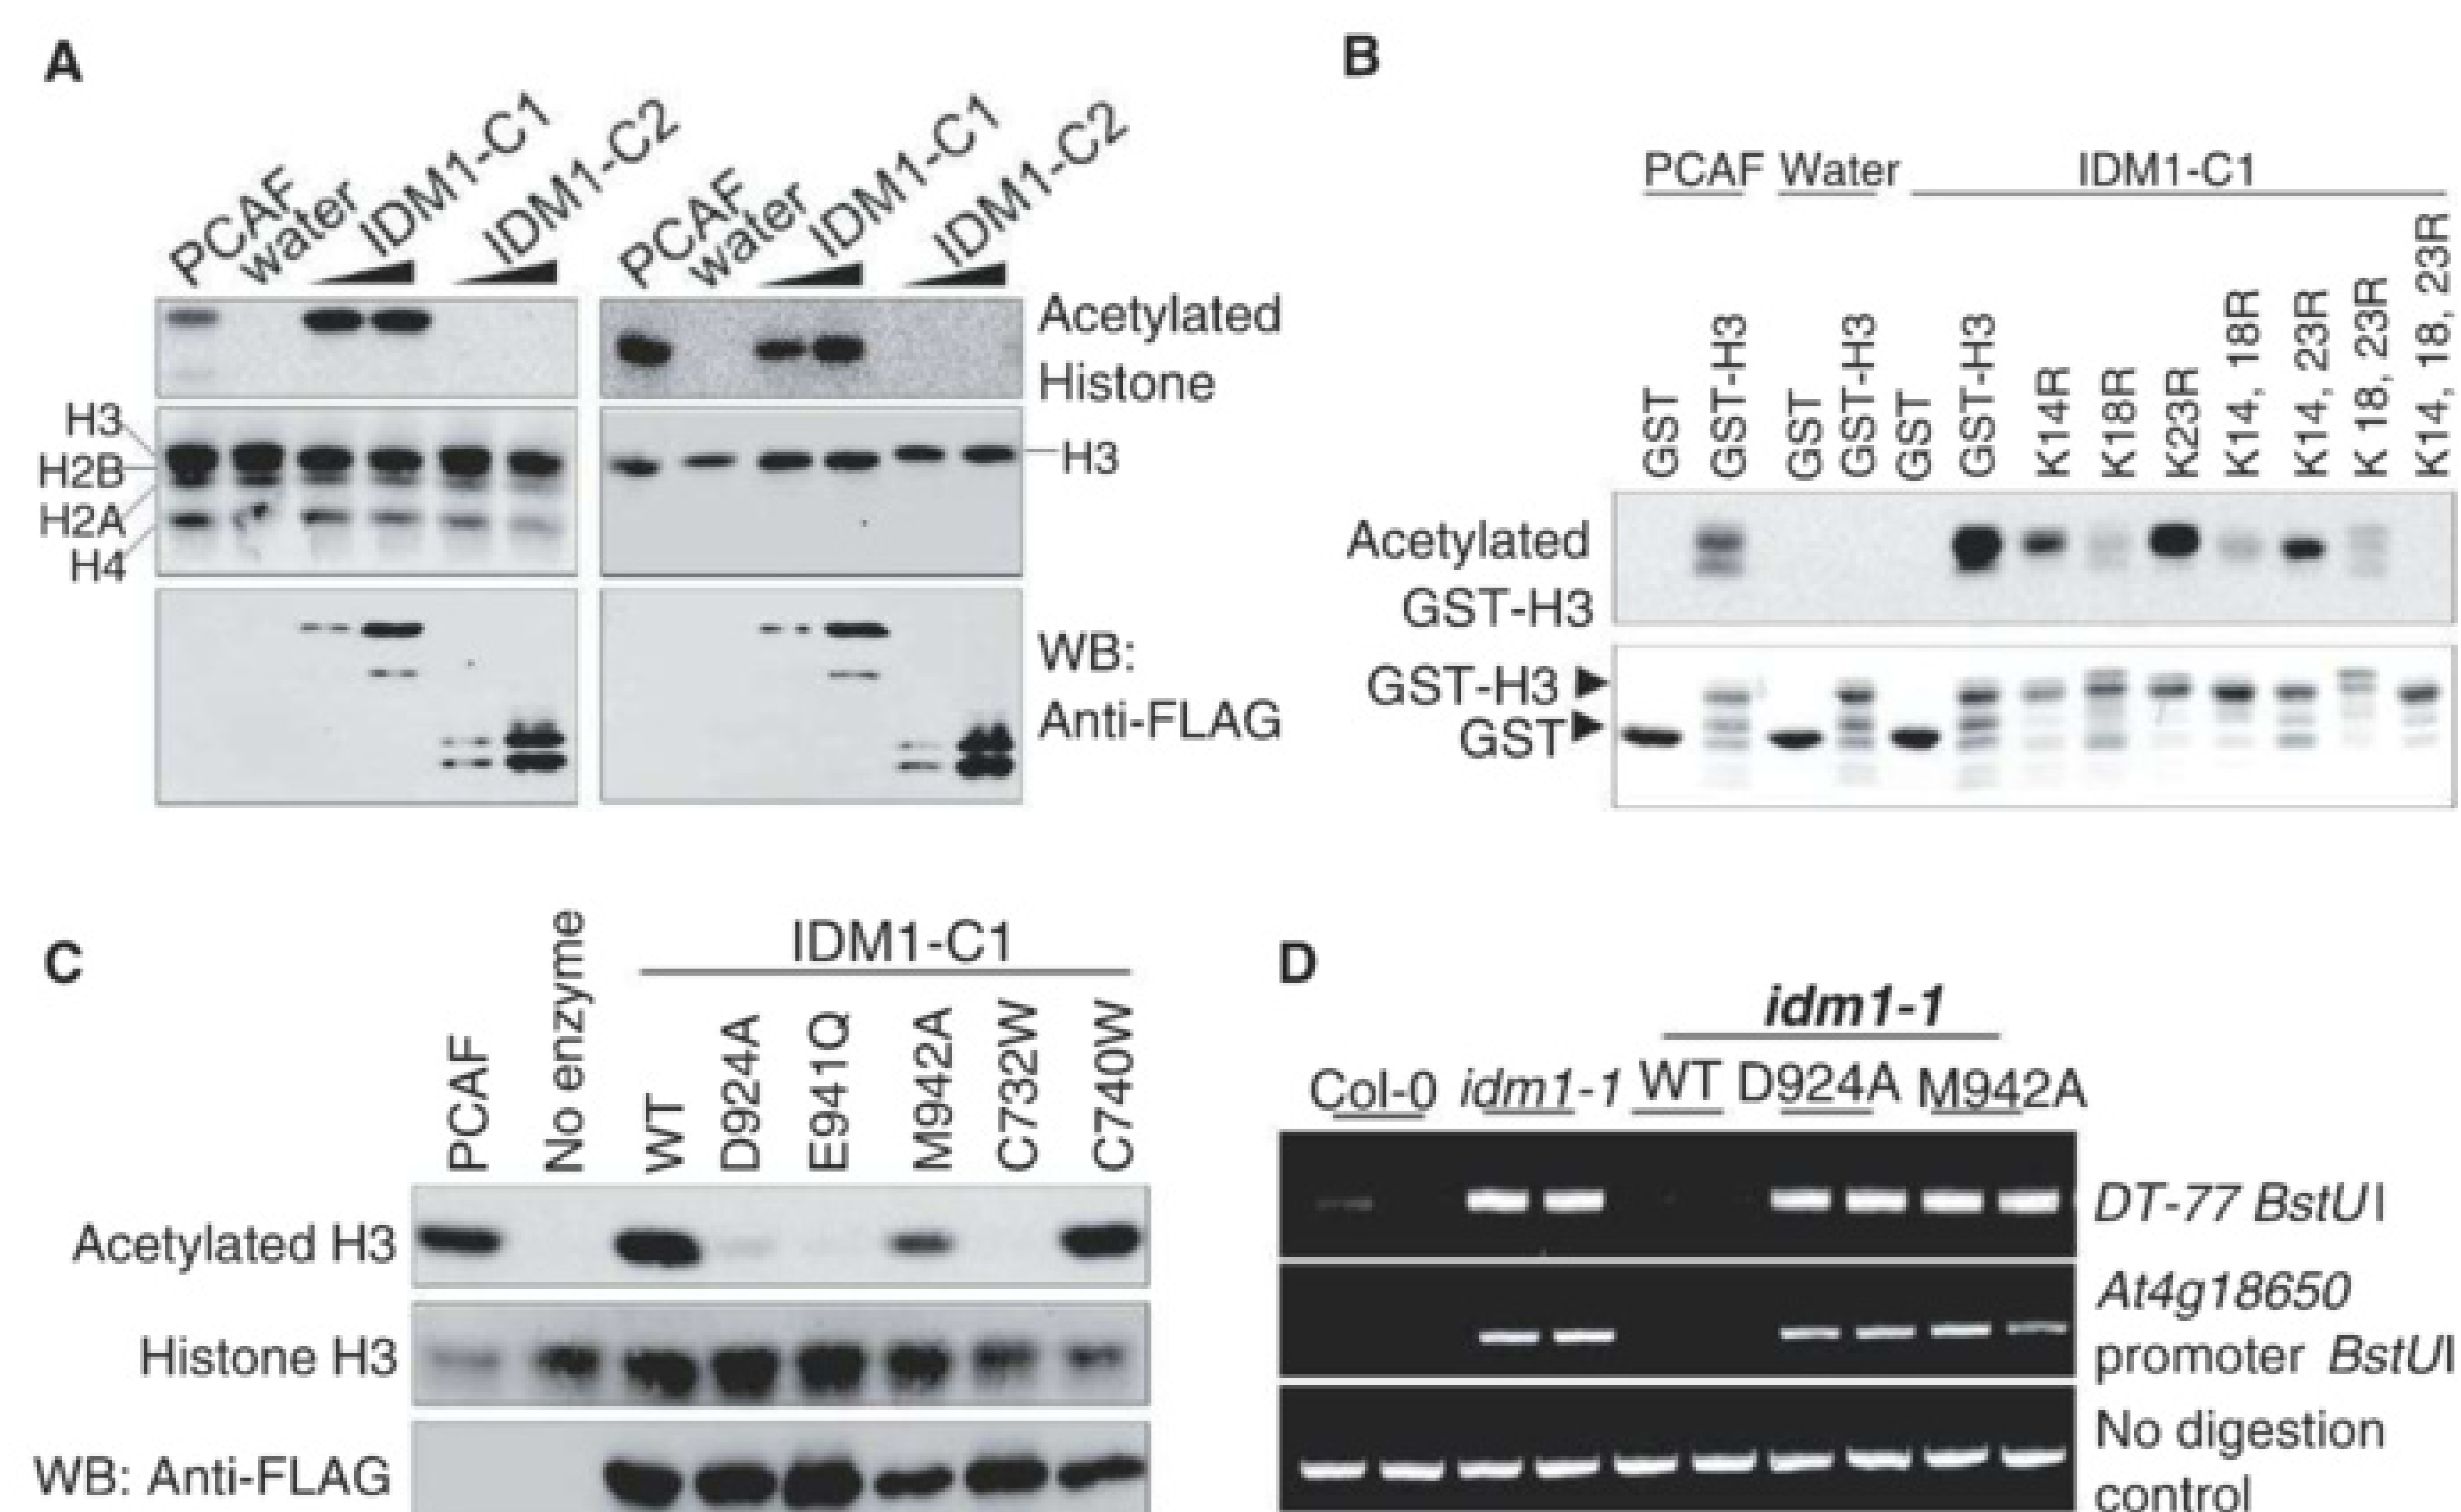 A
PCAF
water
IDM1-C1
IDM1-C2
PCAF
water
IDM1-C1
IDM1-C2
Acetylated
Histone
H3
H2B
H2A
H4
H3
WB:
Anti-FLAG
B
PCAF Water IDM1-C1
GST
GST-H3
GST
GST-H3
GST
GST-H3
K14R
K18R
K23R
K14, 18R
K14, 23R
K 18, 23R
K14, 18, 23R
Acetylated
GST-H3
GST-H3
GST
C
IDM1-C1
PCAF
No enzyme
WT
D924A
E941Q
M942A
C732W
C740W
Acetylated H3
Histone H3
WB: Anti-FLAG
D
idm1-1
Col-0 idm1-1 WT D924A M942A
DT-77 BstUI
At4g18650
promoter BstUI
No digestion
control